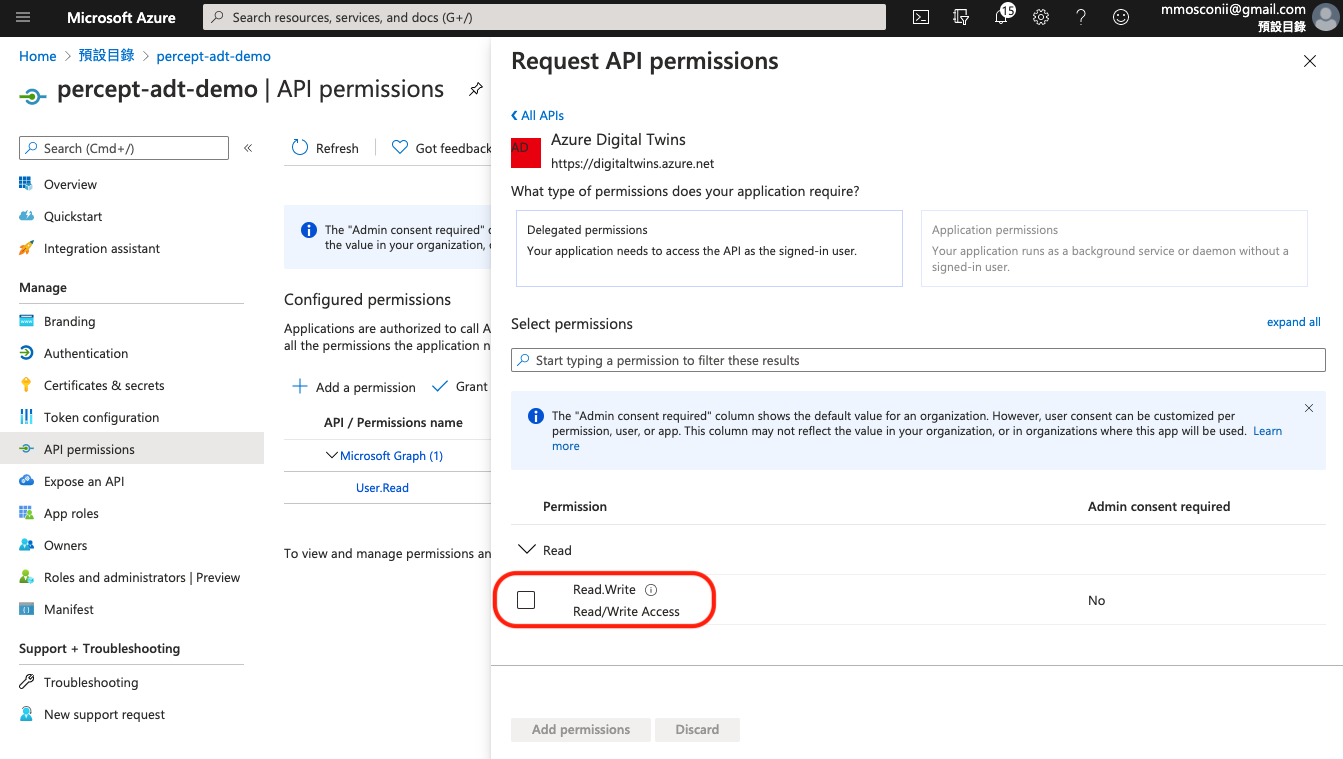 Microsoft Azure
Search resources, services, and docs (G+/)
15
mmosconii@gmail.com
預設目錄
Home > 預設目錄 > percept-adt-demo
percept-adt-demo | API permissions
Search (Cmd+/)
«
Overview
Quickstart
Integration assistant
Manage
Branding
Authentication
Certificates & secrets
Token configuration
API permissions
Expose an API
App roles
Owners
Roles and administrators | Preview
Manifest
Support + Troubleshooting
Troubleshooting
New support request
Refresh
Got feedback
The "Admin consent required"
the value in your organization,
Configured permissions
Applications are authorized to call A
all the permissions the application n
Add a permission
Grant
API / Permissions name
Microsoft Graph (1)
User.Read
To view and manage permissions an
Request API permissions
All APIs
AD
Azure Digital Twins
https://digitaltwins.azure.net
What type of permissions does your application require?
Delegated permissions
Your application needs to access the API as the signed-in user.
Application permissions
Your application runs as a background service or daemon without a
signed-in user.
Select permissions
expand all
Start typing a permission to filter these results
The "Admin consent required" column shows the default value for an organization. However, user consent can be customized per
permission, user, or app. This column may not reflect the value in your organization, or in organizations where this app will be used. Learn
more
Permission
Admin consent required
Read
Read.Write
Read/Write Access
No
Add permissions
Discard